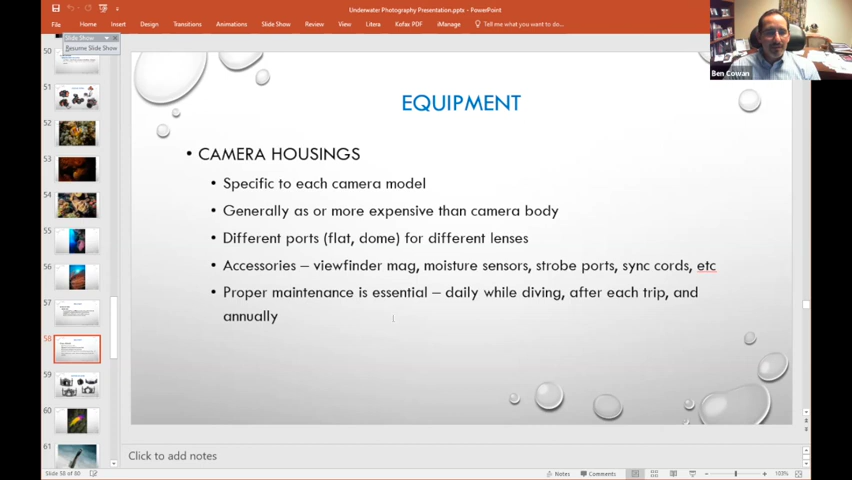 Underwater Photography Presentation.pptx - PowerPoint
File Home Insert Design Transitions Animations Slide Show Review View Litera Kofax PDF iManage Tell me what you want to do...
Slide Show
Resume Slide Show
Ben Cowan
50
51
52
53
54
55
56
57
58
59
60
61
EQUIPMENT
• CAMERA HOUSINGS
• Specific to each camera model
• Generally as or more expensive than camera body
• Different ports (flat, dome) for different lenses
• Accessories – viewfinder mag, moisture sensors, strobe ports, sync cords, etc
• Proper maintenance is essential – daily while diving, after each trip, and
annually
Click to add notes
Slide 58 of 80 Notes Comments 103%